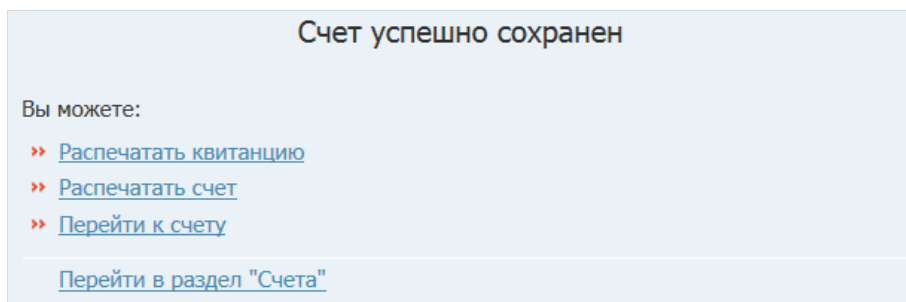 Счет успешно сохранен
Вы можете:
Распечатать квитанцию
Распечатать счет
Перейти к счету
Перейти в раздел "Счета"